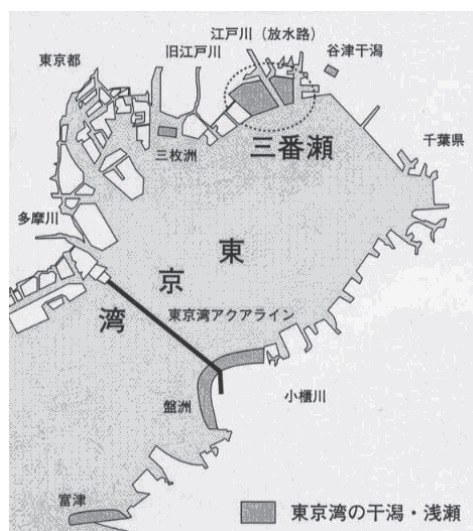 江戸川（放水路）
旧江戸川
谷津干潟
東京都
三枚洲
三番瀬
千葉県
多摩川
東京湾
東京湾アクアライン
盤洲
小櫃川
富津
東京湾の干潟・浅瀬